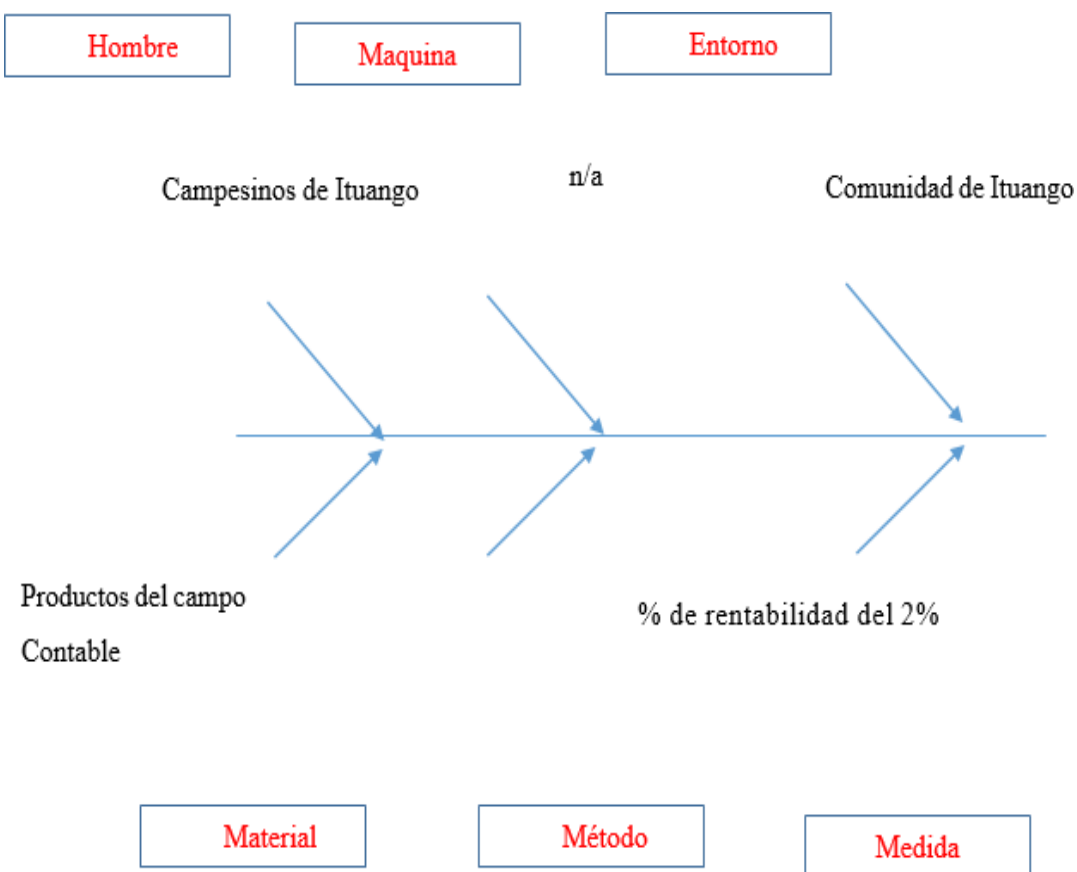 Hombre
Maquina
Entorno
Campesinos de Ituango
n/a
Comunidad de Ituango
Productos del campo
Contable
% de rentabilidad del 2%
Material
Método
Medida